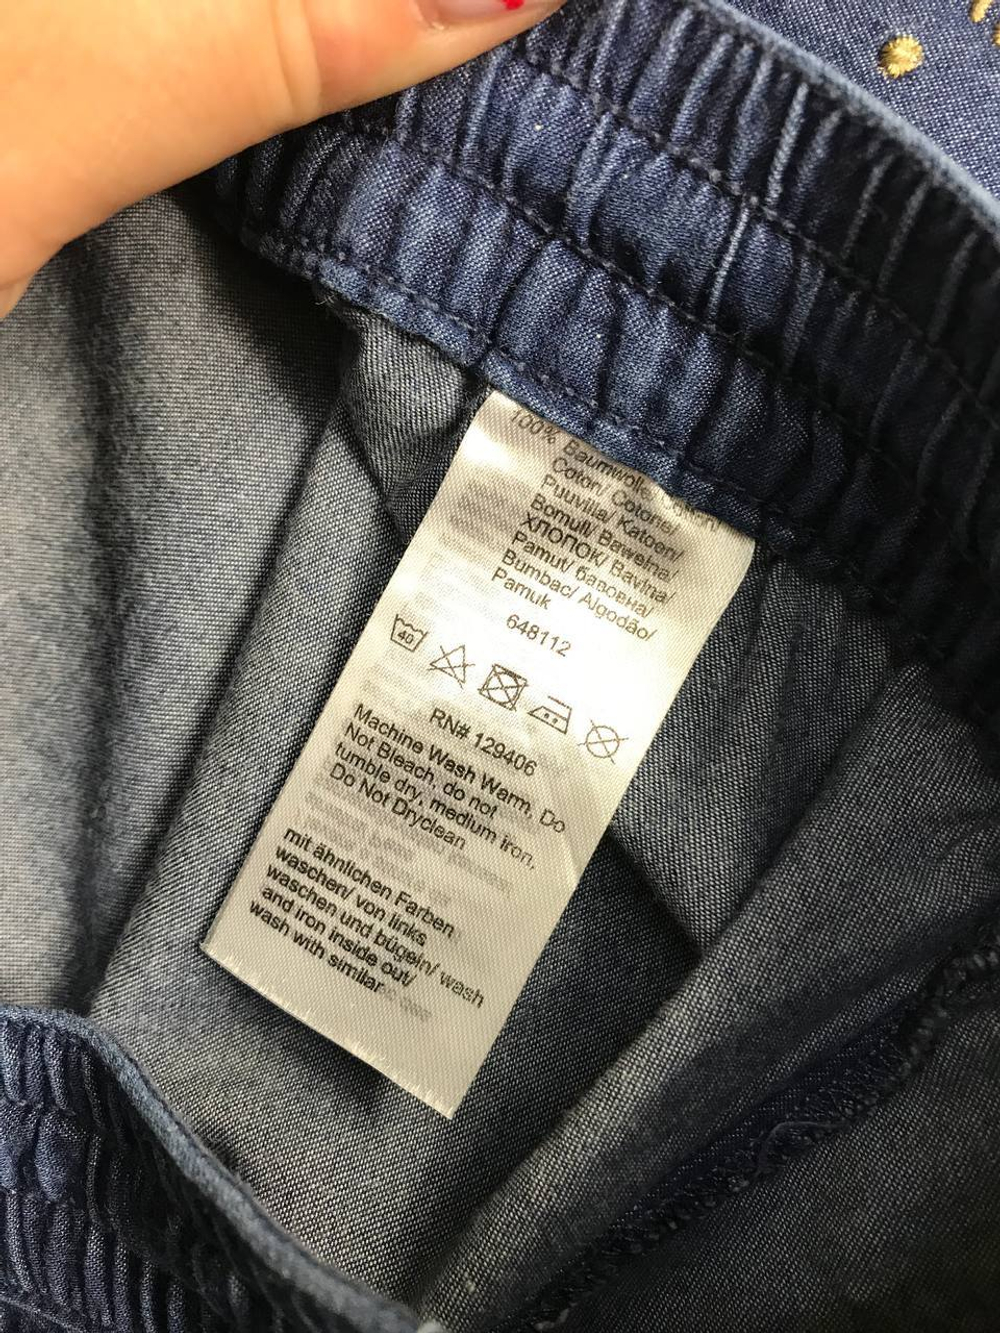 100% Baumwolle/
Coton/ Cotone/
Puuvilla/ Katoen/
Bomull/ Bawełna/
ХЛОПОК/ Bavlna/
Pamut/ бавовна/
Bumbac/ Algodão/
Pamuk
648112
40
RN# 129406
Machine Wash Warm, Do
Not Bleach, do not
tumble dry, medium iron,
Do Not Dryclean
mit ähnlichen Farben
waschen/ von links
waschen und bügeln/ wash
and iron inside out/
wash with similar